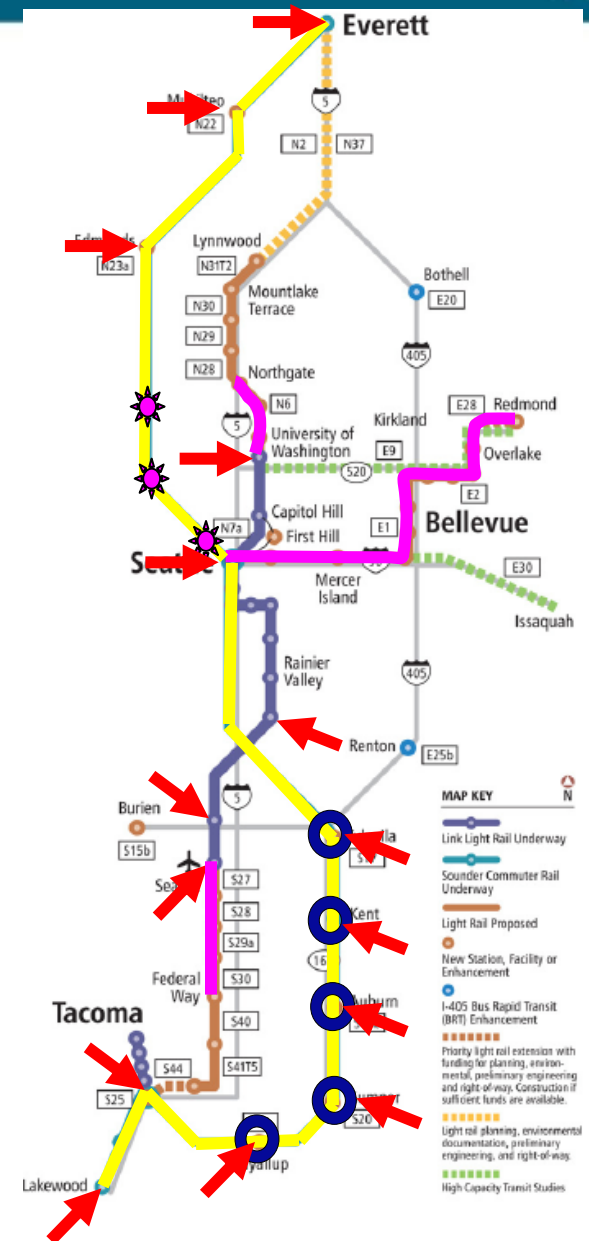 Everett
N22
5
N2
N37
Lynnwood
N31T2
N23a
Bothell
E20
Mountlake
Terrace
N30
N29
N28
405
Northgate
N6
5
Kirkland
E28
Redmond
University of
Washington
E9
520
Overlake
E2
Capitol Hill
N7a
First Hill
E1
Bellevue
Mercer
Island
E30
Issaquah
Rainier
Valley
405
Renton
E25b
Burien
S15b
5
S27
S28
S29a
S30
Kent
Federal
Way
Auburn
Tacoma
S40
S44
S41T5
S25
S20
Lakewood
MAP KEY
N
Link Light Rail Underway
Sounder Commuter Rail
Underway
Light Rail Proposed
New Station, Facility or
Enhancement
I-405 Bus Rapid Transit
(BRT) Enhancement
Priority light rail extension with
funding for planning, environ-
mental, preliminary engineering
and right-of-way. Construction if
sufficient funds are available.
Light rail planning, environmental
documentation, preliminary
engineering, and right-of-way.
High Capacity Transit Studies